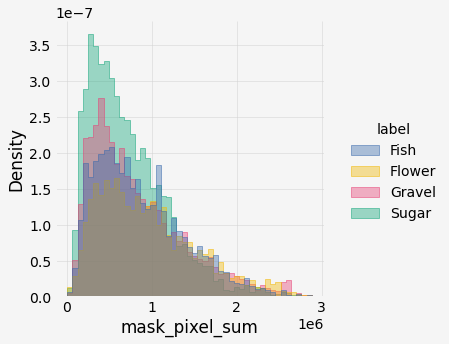 1e−7
3.5
3.0
2.5
2.0
1.5
1.0
0.5
0.0
Density
0
1
2
3
1e6
mask_pixel_sum
label
Fish
Flower
Gravel
Sugar